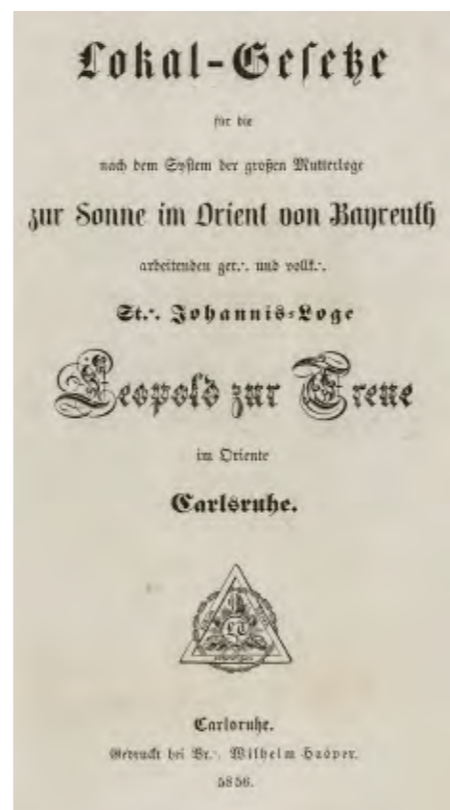 Lokal-Gesetze
für die
nach dem System der großen Mutterloge
zur Sonne im Orient von Bayreuth
arbeitenden ger∴ und vollk∴
St∴ Johannis-Loge
Leopold zur Treue
im Oriente
Carlsruhe.
LT
Carlsruhe.
Gedruckt bei Br∴ Wilhelm Hasper.
5856.